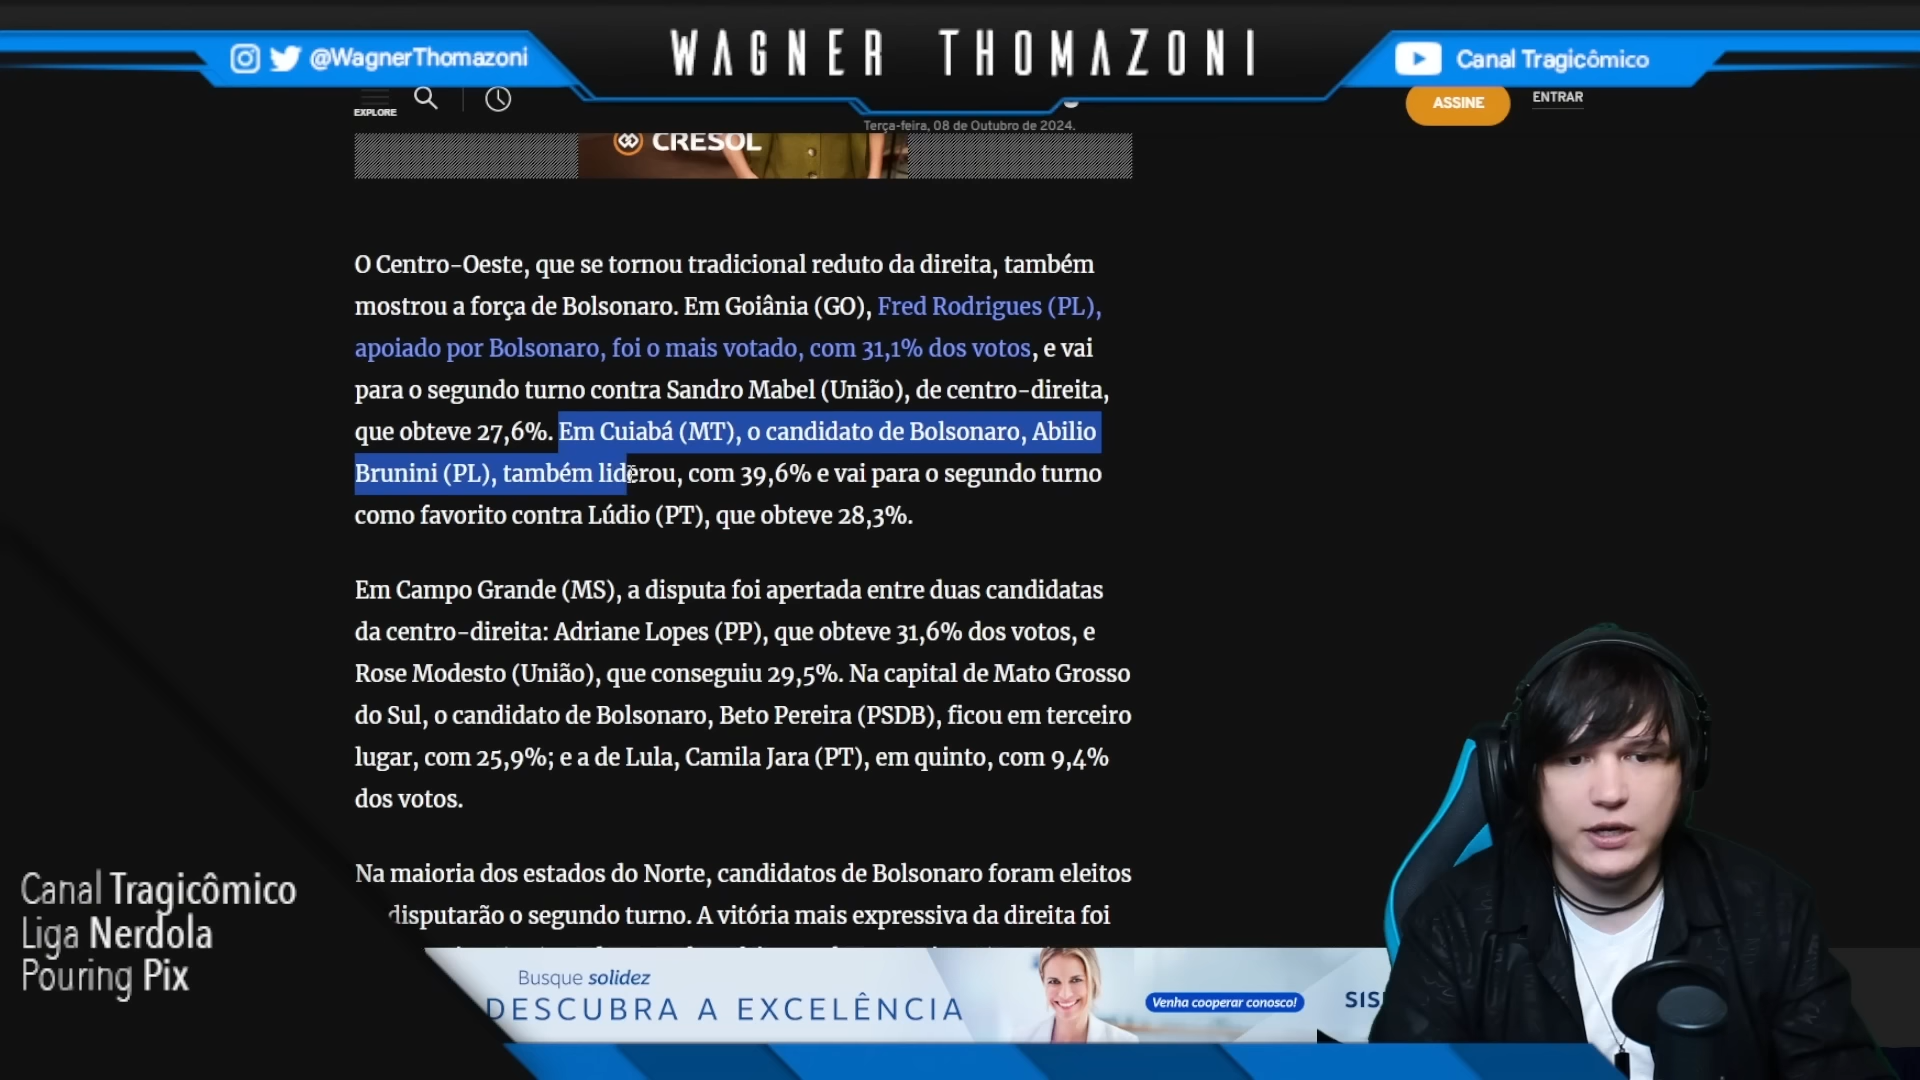 WAGNER THOMAZONI
@WagnerThomazoni
Canal Tragicômico
EXPLORE
ASSINE
ENTRAR
Terça-feira, 08 de Outubro de 2024.
CRESOL
O Centro-Oeste, que se tornou tradicional reduto da direita, também
mostrou a força de Bolsonaro. Em Goiânia (GO), Fred Rodrigues (PL),
apoiado por Bolsonaro, foi o mais votado, com 31,1% dos votos, e vai
para o segundo turno contra Sandro Mabel (União), de centro-direita,
que obteve 27,6%. Em Cuiabá (MT), o candidato de Bolsonaro, Abilio
Brunini (PL), também liderou, com 39,6% e vai para o segundo turno
como favorito contra Lúdio (PT), que obteve 28,3%.
Em Campo Grande (MS), a disputa foi apertada entre duas candidatas
da centro-direita: Adriane Lopes (PP), que obteve 31,6% dos votos, e
Rose Modesto (União), que conseguiu 29,5%. Na capital de Mato Grosso
do Sul, o candidato de Bolsonaro, Beto Pereira (PSDB), ficou em terceiro
lugar, com 25,9%; e a de Lula, Camila Jara (PT), em quinto, com 9,4%
dos votos.
Na maioria dos estados do Norte, candidatos de Bolsonaro foram eleitos
disputarão o segundo turno. A vitória mais expressiva da direita foi
Canal Tragicômico
Liga Nerdola
Pouring Pix
Busque solidez
DESCUBRA A EXCELÊNCIA
Venha cooperar conosco!